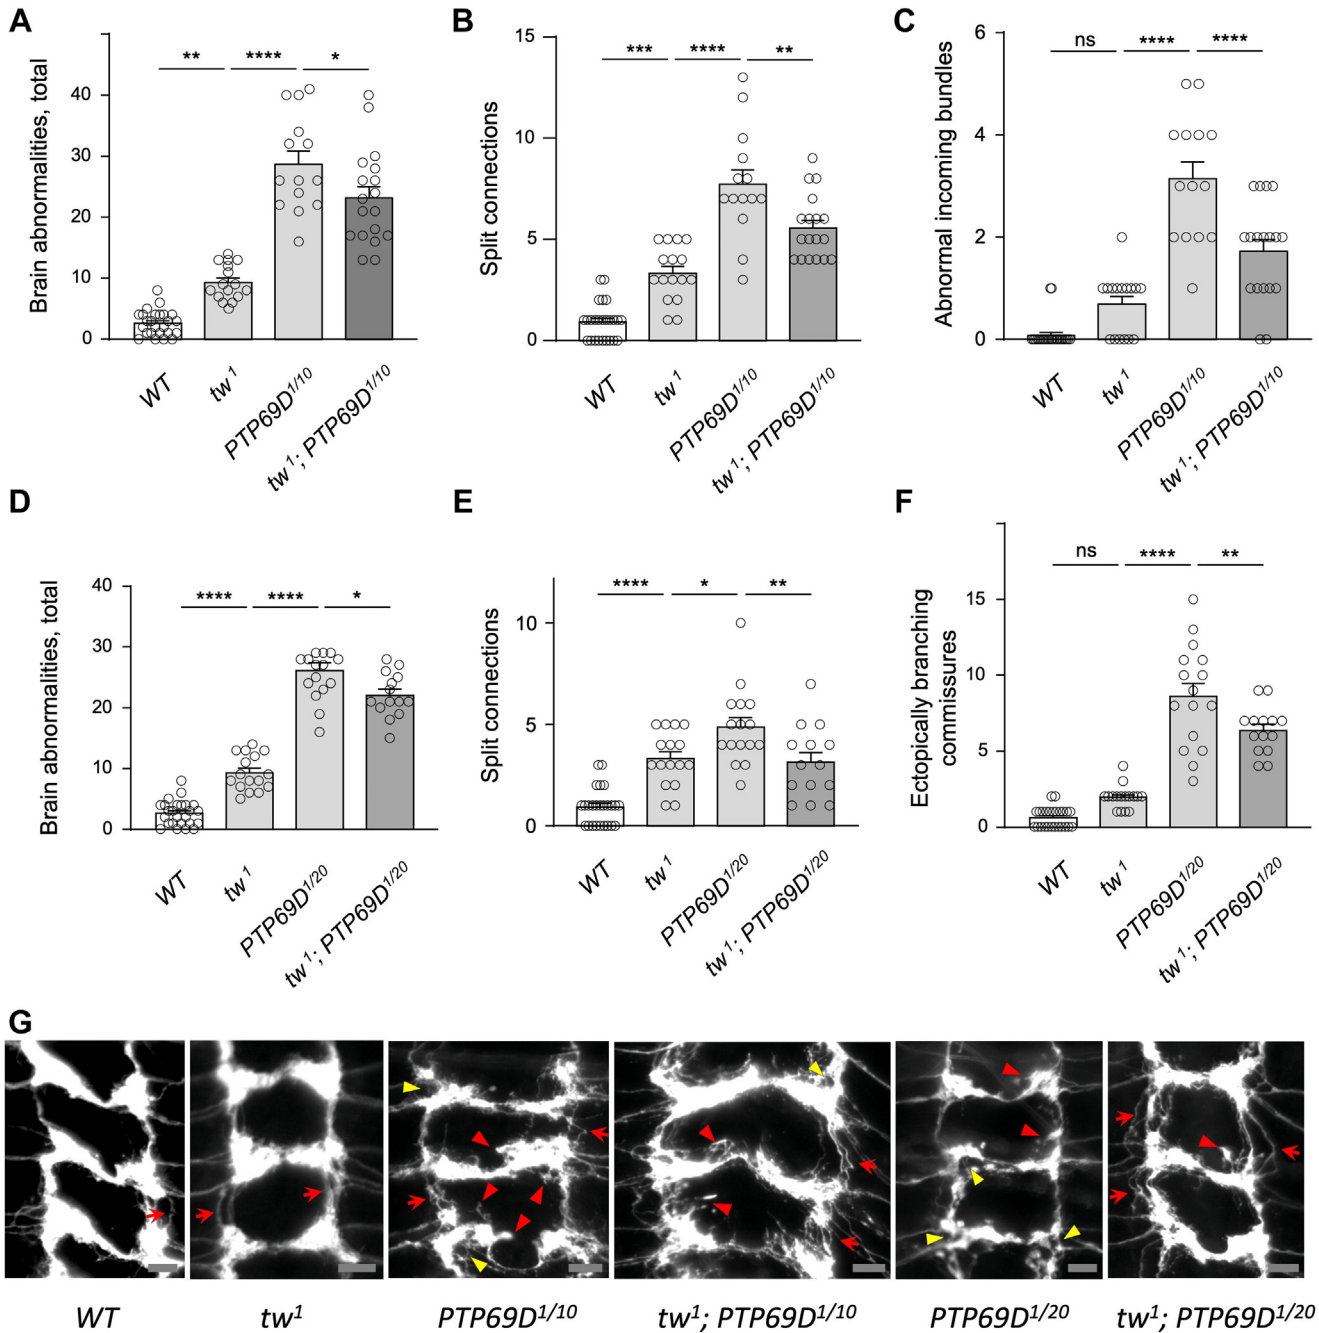 A
Brain abnormalities, total
40
30
20
10
0
** **** *
WT
tw1
PTP69D1/10
tw1; PTP69D1/10
B
Split connections
15
10
5
0
*** **** **
WT
tw1
PTP69D1/10
tw1; PTP69D1/10
C
Abnormal incoming bundles
6
4
2
0
ns **** ****
WT
tw1
PTP69D1/10
tw1; PTP69D1/10
D
Brain abnormalities, total
40
30
20
10
0
**** **** *
WT
tw1
PTP69D1/20
tw1; PTP69D1/20
E
Split connections
10
5
0
**** * **
WT
tw1
PTP69D1/20
tw1; PTP69D1/20
F
Ectopically branching
commissures
15
10
5
0
ns **** **
WT
tw1
PTP69D1/20
tw1; PTP69D1/20
G
WT tw1 PTP69D1/10 tw1; PTP69D1/10 PTP69D1/20 tw1; PTP69D1/20